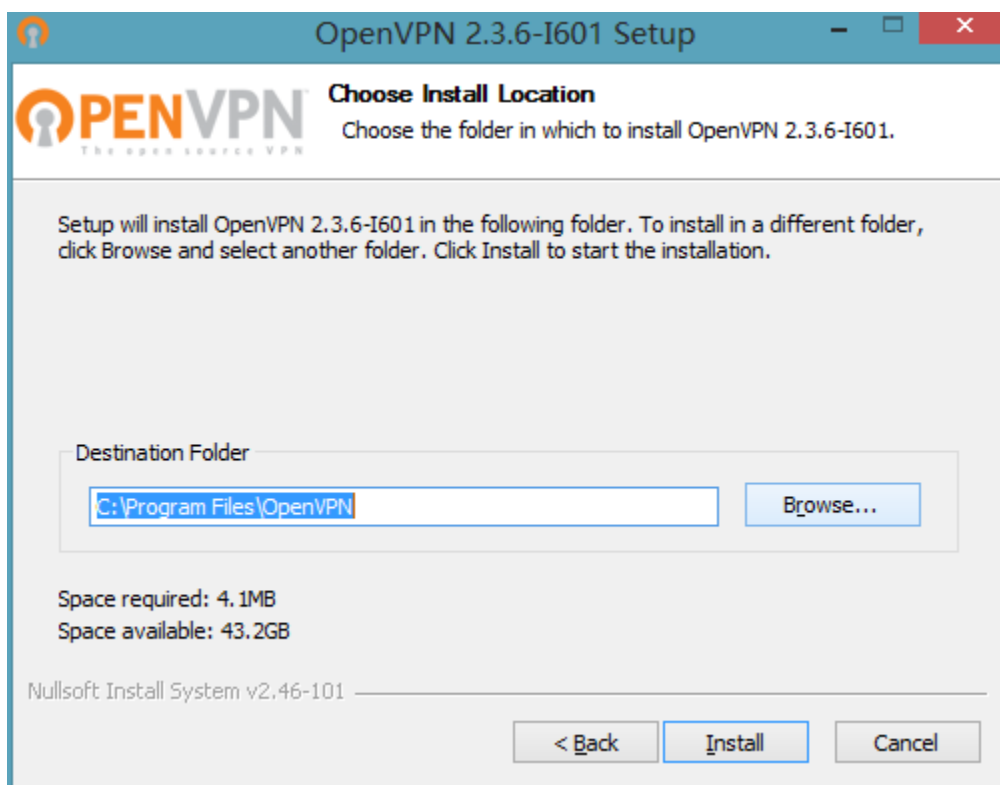 OpenVPN 2.3.6-I601 Setup
OPENVPN
The open source VPN
Choose Install Location
Choose the folder in which to install OpenVPN 2.3.6-I601.
Setup will install OpenVPN 2.3.6-I601 in the following folder. To install in a different folder,
click Browse and select another folder. Click Install to start the installation.
Destination Folder
C:\Program Files\OpenVPN
Browse...
Space required: 4.1MB
Space available: 43.2GB
Nullsoft Install System v2.46-101
< Back Install Cancel